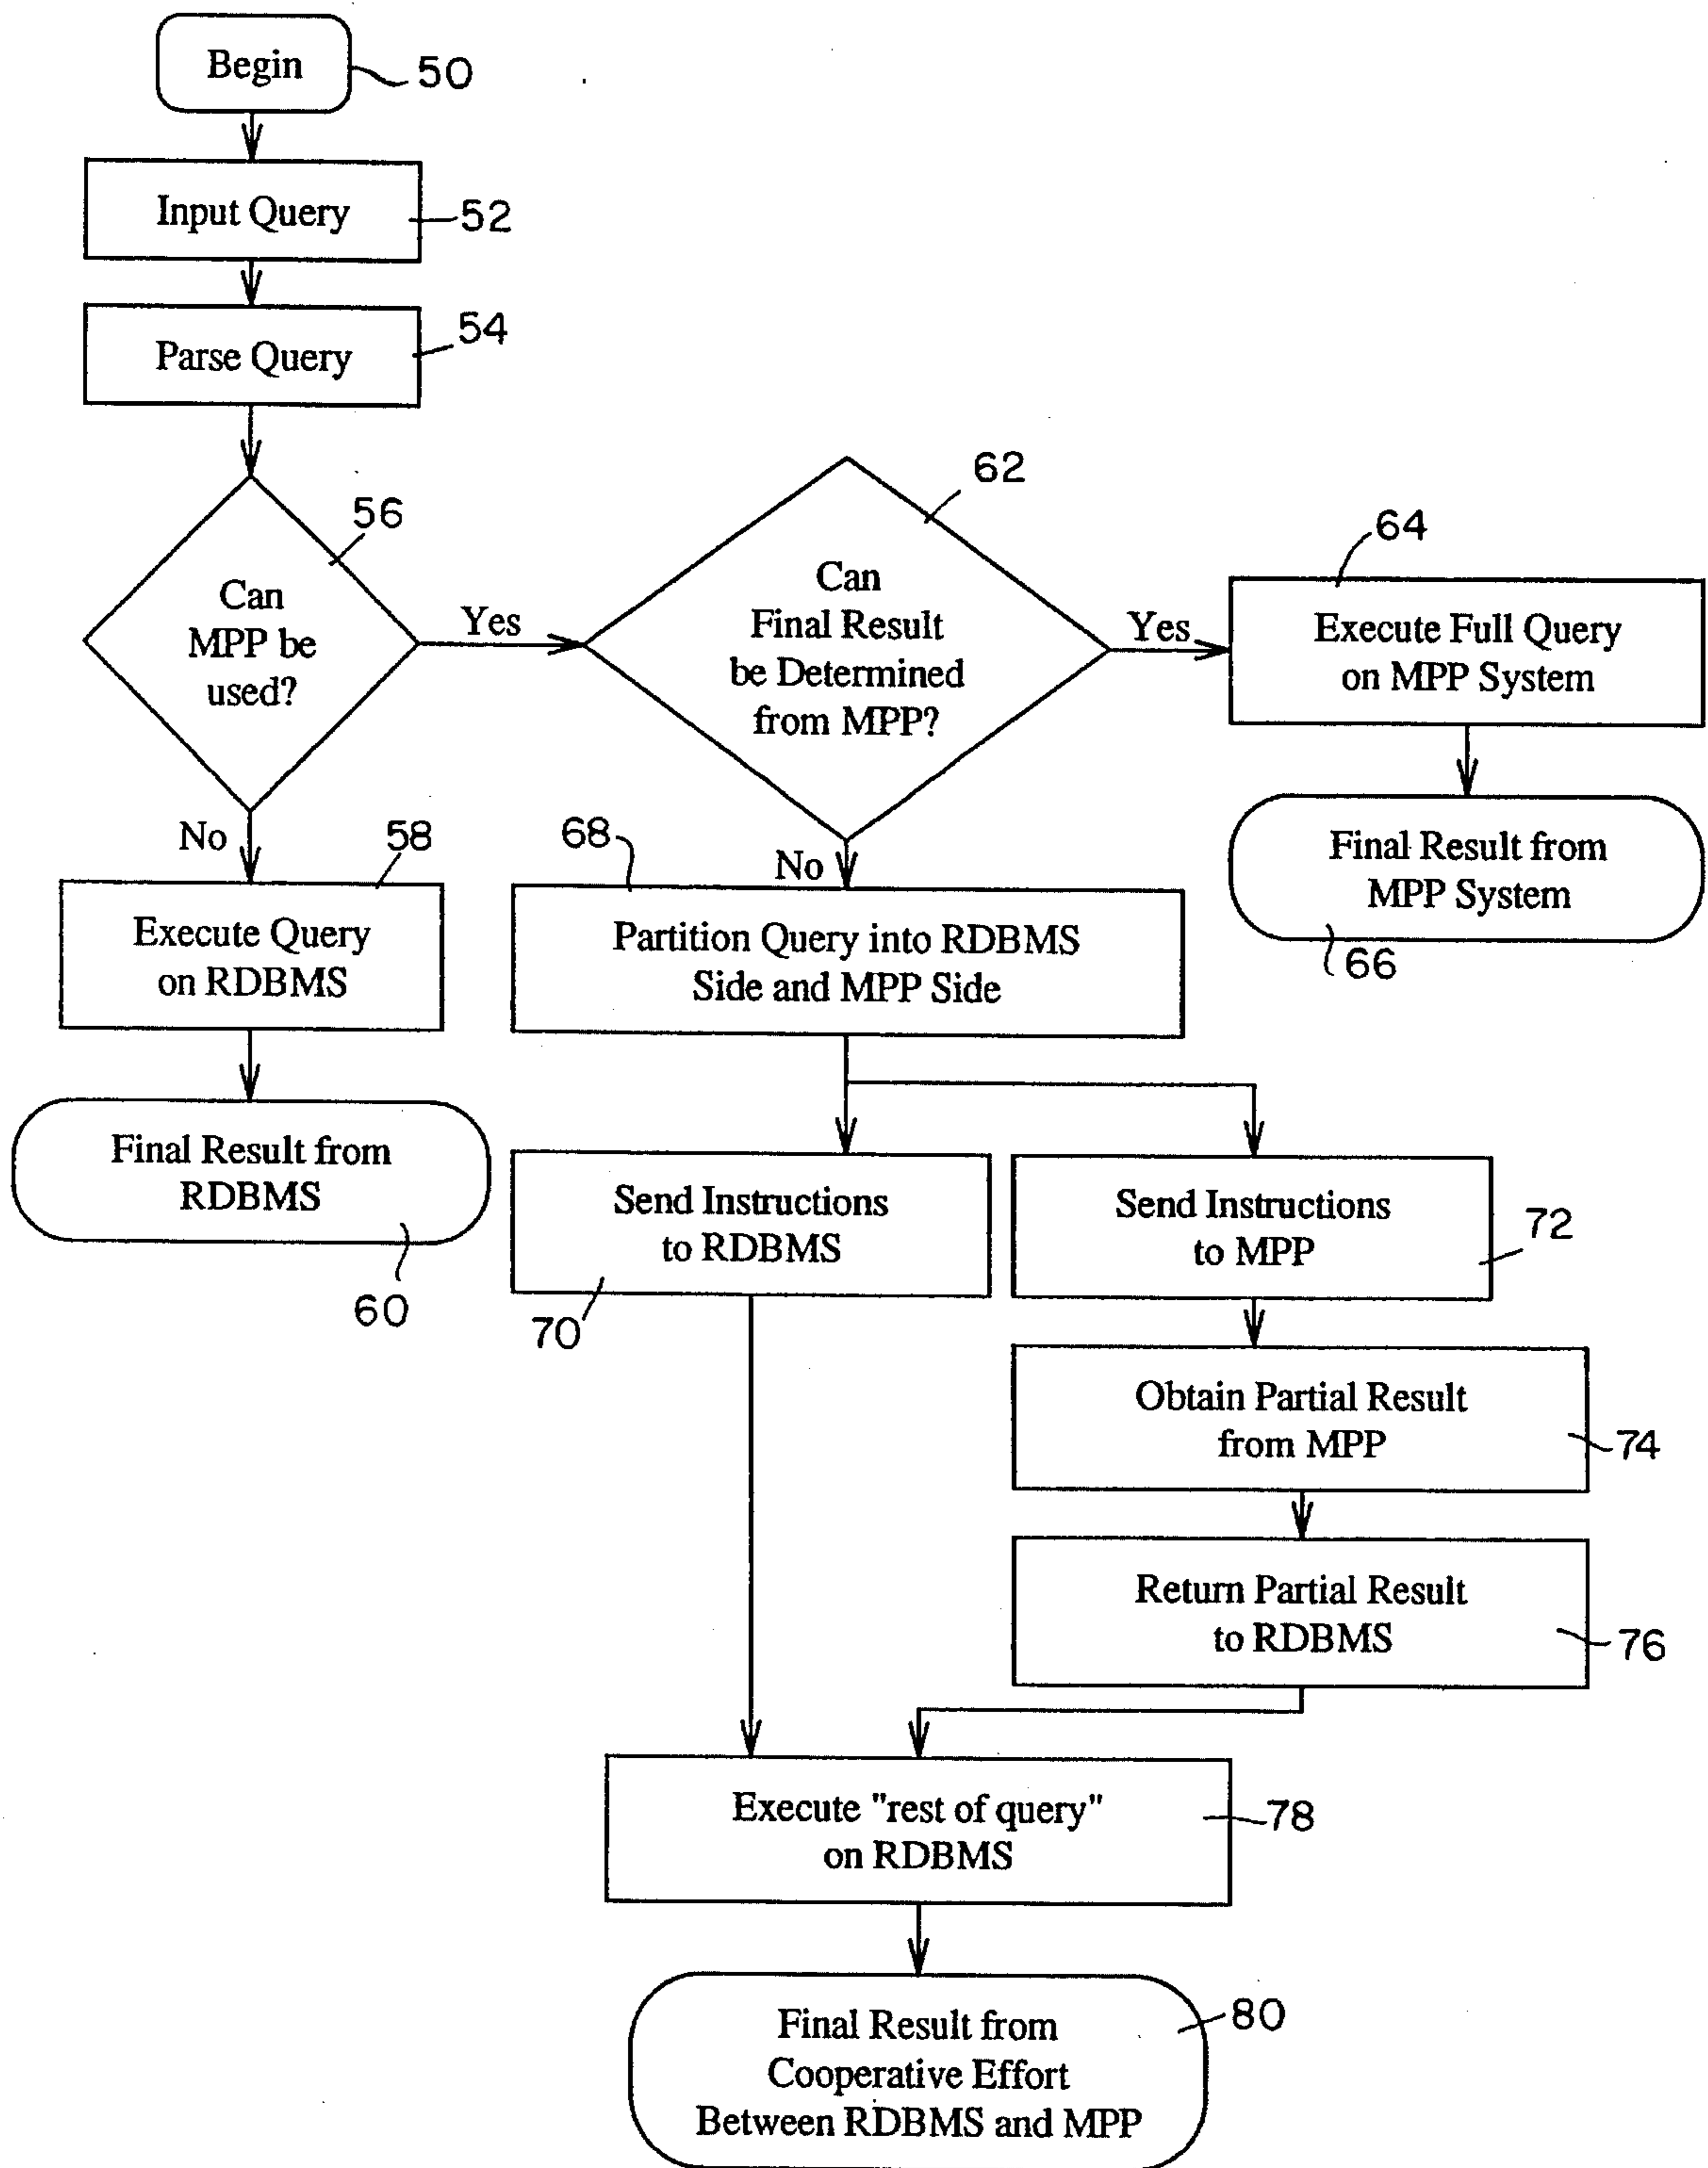 Begin
50
Input Query
52
Parse Query
54
56
Can
MPP be
used?
Yes
No
62
Can
Final Result
be Determined
from MPP?
Yes
No
64
Execute Full Query
on MPP System
Final Result from
MPP System
66
58
Execute Query
on RDBMS
Final Result from
RDBMS
60
68
Partition Query into RDBMS
Side and MPP Side
Send Instructions
to RDBMS
70
Send Instructions
to MPP
72
Obtain Partial Result
from MPP
74
Return Partial Result
to RDBMS
76
Execute "rest of query"
on RDBMS
78
Final Result from
Cooperative Effort
Between RDBMS and MPP
80